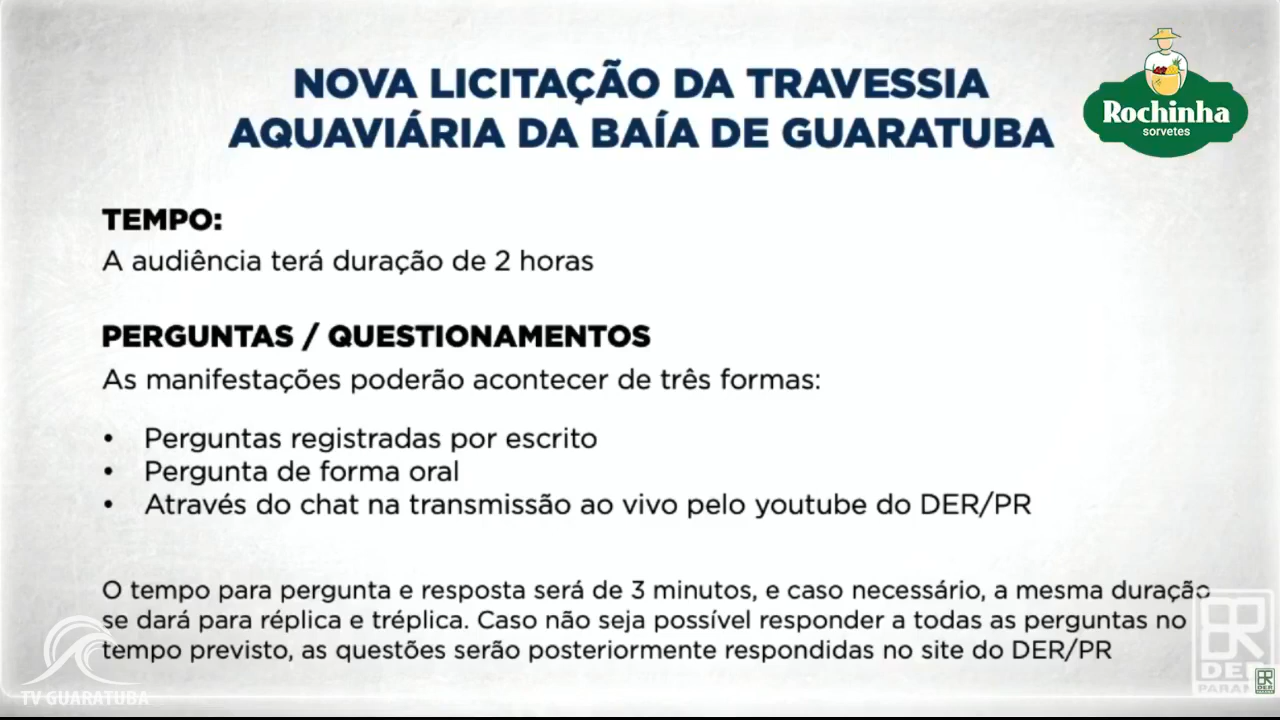 NOVA LICITAÇÃO DA TRAVESSIA
AQUAVIÁRIA DA BAÍA DE GUARATUBA
Rochinha
sorvetes
TEMPO:
A audiência terá duração de 2 horas
PERGUNTAS / QUESTIONAMENTOS
As manifestações poderão acontecer de três formas:
• Perguntas registradas por escrito
• Pergunta de forma oral
• Através do chat na transmissão ao vivo pelo youtube do DER/PR
O tempo para pergunta e resposta será de 3 minutos, e caso necessário, a mesma duração
se dará para réplica e tréplica. Caso não seja possível responder a todas as perguntas no
tempo previsto, as questões serão posteriormente respondidas no site do DER/PR
TV GUARATUBA
DER